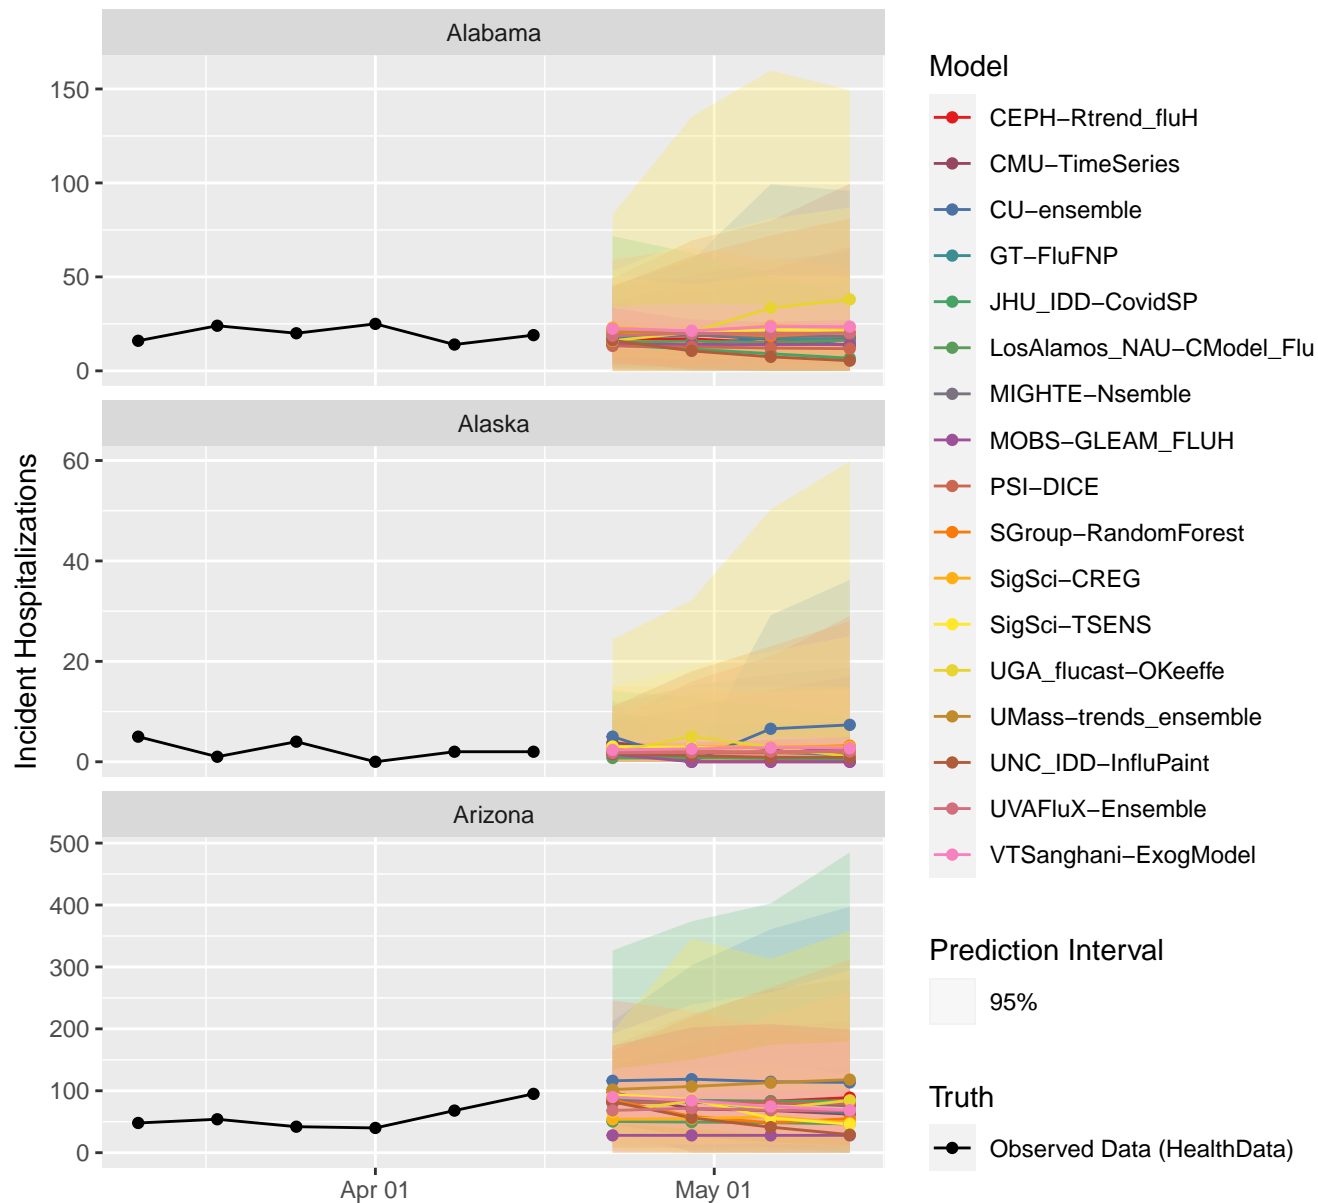 Alabama
150
100
50
0
Alaska
60
40
20
0
Arizona
500
400
300
200
100
0
Apr 01
May 01
Incident Hospitalizations
Model
CEPH−Rtrend_fluH
CMU−TimeSeries
CU−ensemble
GT−FluFNP
JHU_IDD−CovidSP
LosAlamos_NAU−CModel_Flu
MIGHTE−Nsemble
MOBS−GLEAM_FLUH
PSI−DICE
SGroup−RandomForest
SigSci−CREG
SigSci−TSENS
UGA_flucast−OKeeffe
UMass−trends_ensemble
UNC_IDD−InfluPaint
UVAFluX−Ensemble
VTSanghani−ExogModel
Prediction Interval
95%
Truth
Observed Data (HealthData)